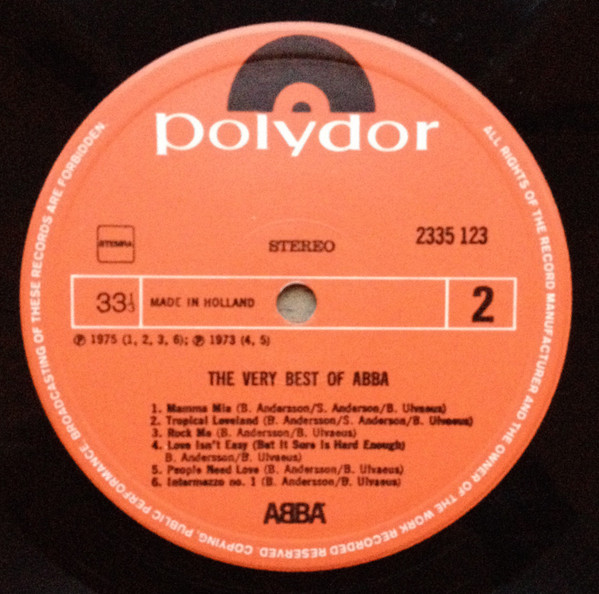 polydor
STEMRA
STEREO
2335 123
33⅓
MADE IN HOLLAND
2
℗ 1975 (1, 2, 3, 6); ℗ 1973 (4, 5)
THE VERY BEST OF ABBA
1. Mamma Mia (B. Andersson/S. Anderson/B. Ulvaeus)
2. Tropical Loveland (B. Andersson/S. Anderson/B. Ulvaeus)
3. Rock Me (B. Andersson/B. Ulvaeus)
4. Love Isn't Easy (But It Sure Is Hard Enough)
B. Andersson/B. Ulvaeus)
5. People Need Love (B. Andersson/B. Ulvaeus)
6. Intermezzo no. 1 (B. Andersson/B. Ulvaeus)
ABBA
ALL RIGHTS OF THE RECORD MANUFACTURER AND THE OWNER OF THE WORK RECORDED RESERVED. COPYING, PUBLIC PERFORMANCE, BROADCASTING OF THESE RECORDS ARE FORBIDDEN.